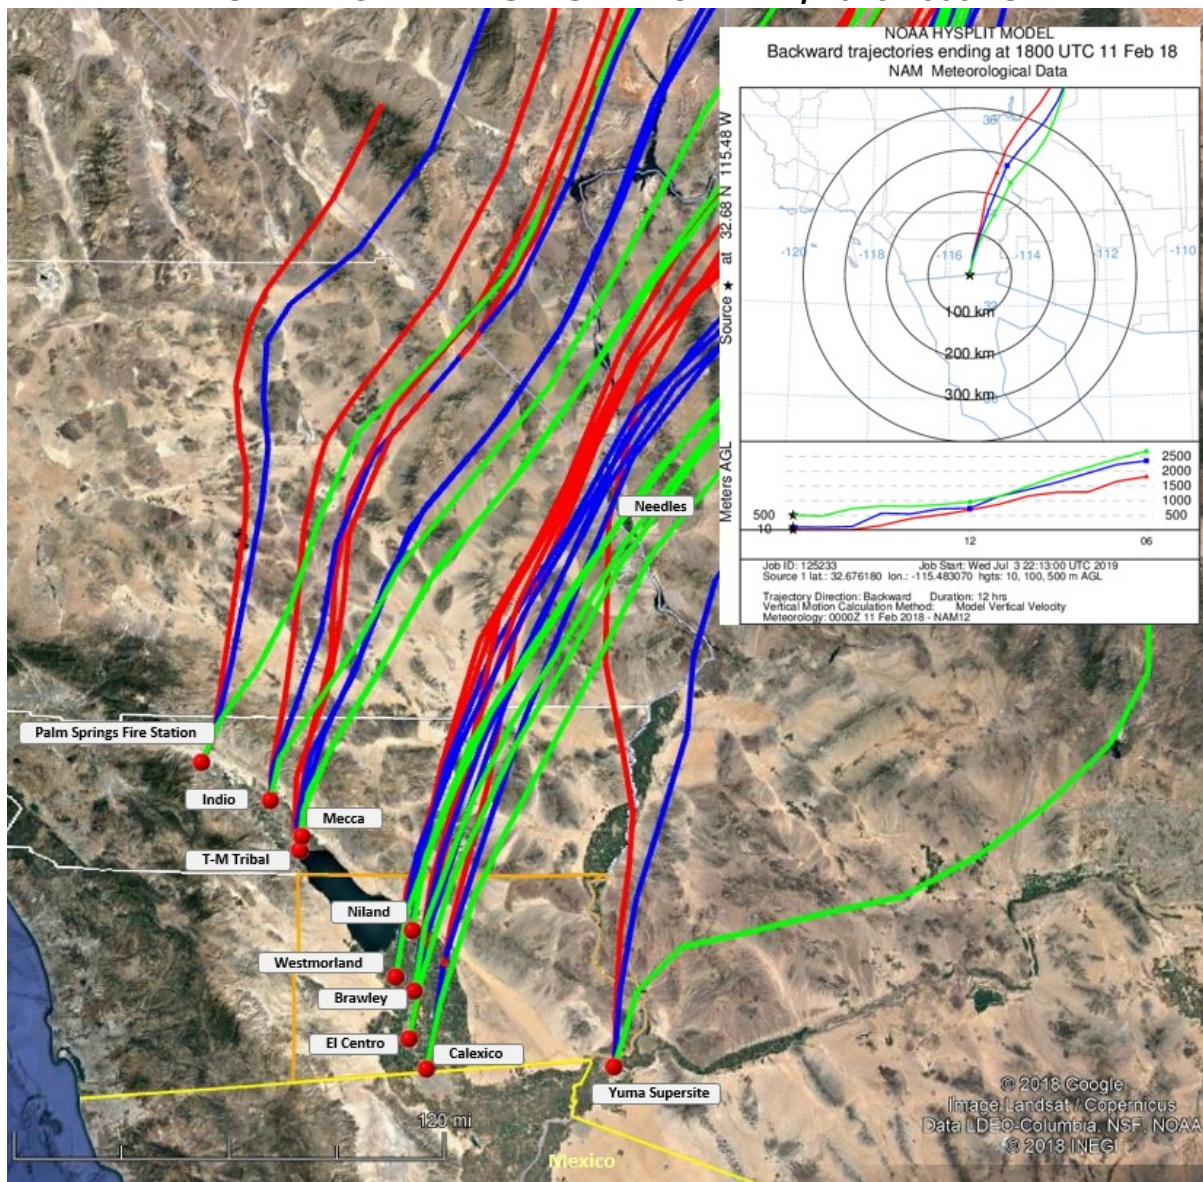 NOAA HYSPLIT MODEL
Backward trajectories ending at 1800 UTC 11 Feb 18
NAM Meteorological Data
Source ★ at 32.68 N 115.48 W
36
-120
-118
-116
-114
-112
-110
100 km
200 km
300 km
Meters AGL
2500
2000
1500
1000
500
500
10
12
06
Job ID: 125233 Job Start: Wed Jul 3 22:13:00 UTC 2019
Source 1 lat.: 32.676180 lon.: -115.483070 hgts: 10, 100, 500 m AGL
Trajectory Direction: Backward Duration: 12 hrs
Vertical Motion Calculation Method: Model Vertical Velocity
Meteorology: 0000Z 11 Feb 2018 - NAM12
Needles
Palm Springs Fire Station
Indio
Mecca
T-M Tribal
Niland
Westmorland
Brawley
El Centro
Calexico
Yuma Supersite
120 mi
Mexico
© 2018 Google
Image Landsat / Copernicus
Data LDEO-Columbia, NSF, NOAA
© 2018 INEGI